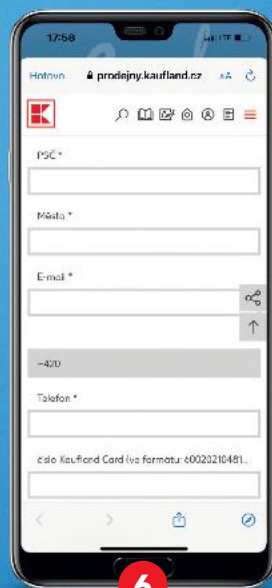 17:58
LTE
Hotovo prodejny.kaufland.cz AA
PSČ *
Město *
E-mail *
+420
Telefon *
číslo Kaufland Card (ve formátu: 60020210481...
6